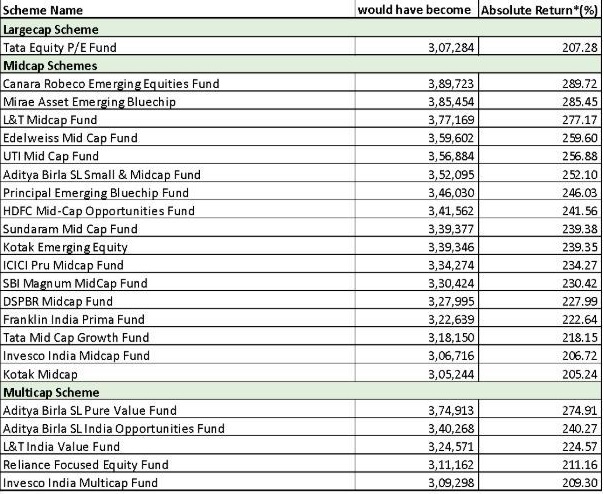 Scheme Name would have become Absolute Return*(%)
Largecap Scheme
Tata Equity P/E Fund 3,07,284 207.28
Midcap Schemes
Canara Robeco Emerging Equities Fund 3,89,723 289.72
Mirae Asset Emerging Bluechip 3,85,454 285.45
L&T Midcap Fund 3,77,169 277.17
Edelweiss Mid Cap Fund 3,59,602 259.60
UTI Mid Cap Fund 3,56,884 256.88
Aditya Birla SL Small & Midcap Fund 3,52,095 252.10
Principal Emerging Bluechip Fund 3,46,030 246.03
HDFC Mid-Cap Opportunities Fund 3,41,562 241.56
Sundaram Mid Cap Fund 3,39,377 239.38
Kotak Emerging Equity 3,39,346 239.35
ICICI Pru Midcap Fund 3,34,274 234.27
SBI Magnum MidCap Fund 3,30,424 230.42
DSPBR Midcap Fund 3,27,995 227.99
Franklin India Prima Fund 3,22,639 222.64
Tata Mid Cap Growth Fund 3,18,150 218.15
Invesco India Midcap Fund 3,06,716 206.72
Kotak Midcap 3,05,244 205.24
Multicap Scheme
Aditya Birla SL Pure Value Fund 3,74,913 274.91
Aditya Birla SL India Opportunities Fund 3,40,268 240.27
L&T India Value Fund 3,24,571 224.57
Reliance Focused Equity Fund 3,11,162 211.16
Invesco India Multicap Fund 3,09,298 209.30